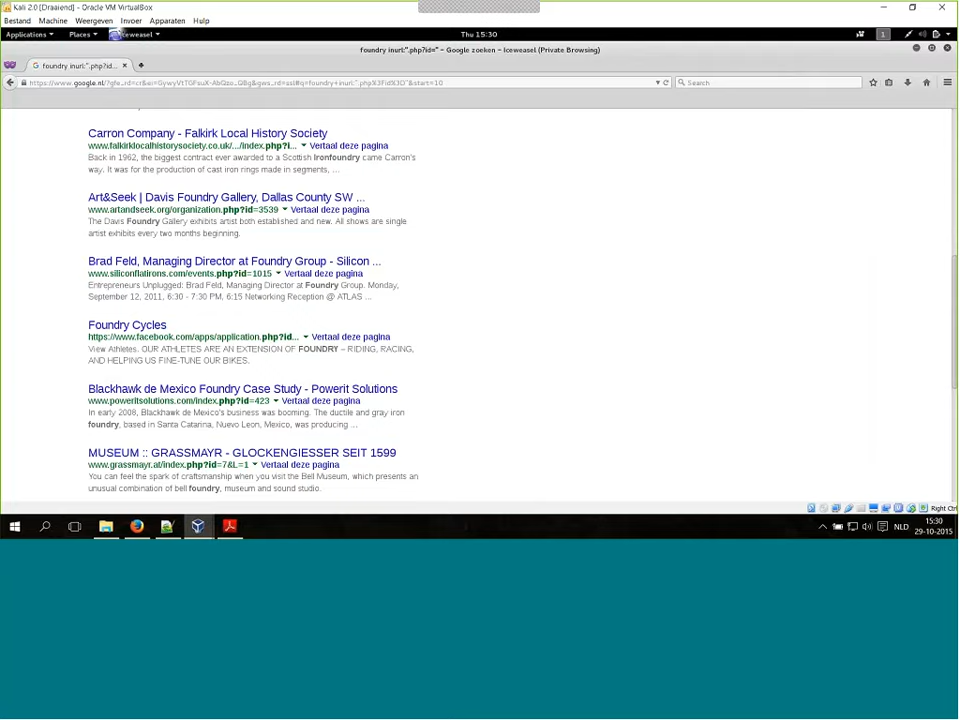 Kali 2.0 [Draaiend] - Oracle VM VirtualBox
Bestand Machine Weergeven Invoer Apparaten Hulp
Applications Places Iceweasel Thu 15:30 1
foundry inurl:".php?id=" - Google zoeken - Iceweasel (Private Browsing)
G foundry inurl:".php?id...
Search
Carron Company - Falkirk Local History Society
www.falkirklocalhistorysociety.co.uk/.../index.php?i... Vertaal deze pagina
Back in 1962, the biggest contract ever awarded to a Scottish Ironfoundry came Carron's
way. It was for the production of cast iron rings made in segments, ...
Art&Seek | Davis Foundry Gallery, Dallas County SW ...
www.artandseek.org/organization.php?id=3539 Vertaal deze pagina
The Davis Foundry Gallery exhibits artist both established and new. All shows are single
artist exhibits every two months beginning.
Brad Feld, Managing Director at Foundry Group - Silicon ...
www.siliconflatirons.com/events.php?id=1015 Vertaal deze pagina
Entrepreneurs Unplugged: Brad Feld, Managing Director at Foundry Group. Monday,
September 12, 2011, 6:30 - 7:30 PM, 6:15 Networking Reception @ ATLAS ...
Foundry Cycles
https://www.facebook.com/apps/application.php?id... Vertaal deze pagina
View Athletes. OUR ATHLETES ARE AN EXTENSION OF FOUNDRY – RIDING, RACING,
AND HELPING US FINE-TUNE OUR BIKES.
Blackhawk de Mexico Foundry Case Study - Powerit Solutions
www.poweritsolutions.com/index.php?id=423 Vertaal deze pagina
In early 2008, Blackhawk de Mexico's business was booming. The ductile and gray iron
foundry, based in Santa Catarina, Nuevo Leon, Mexico, was producing ...
MUSEUM :: GRASSMAYR - GLOCKENGIESSER SEIT 1599
www.grassmayr.at/index.php?id=7&L=1 Vertaal deze pagina
You can feel the spark of craftsmanship when you visit the Bell Museum, which presents an
unusual combination of bell foundry, museum and sound studio.
Right Ctrl
NLD
15:30
29-10-2015